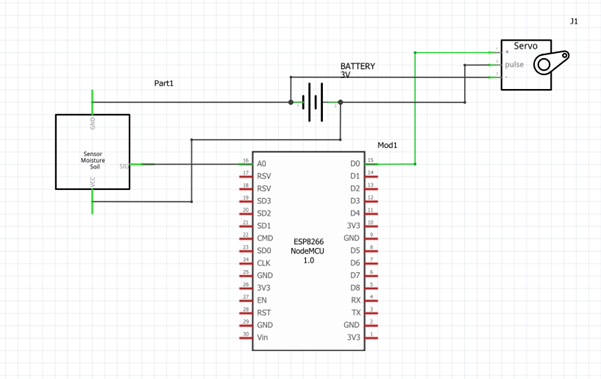 J1
Servo
+
pulse
-
BATTERY
3V
Part1
GND
Sensor
Moisture
Soil
SIG
VCC
Mod1
ESP8266
NodeMCU
1.0
16 A0
17 RSV
18 RSV
19 SD3
20 SD2
21 SD1
22 CMD
23 SD0
24 CLK
25 GND
26 3V3
27 EN
28 RST
29 GND
30 Vin
D0 15
D1 14
D2 13
D3 12
D4 11
3V3 10
GND 9
D5 8
D6 7
D7 6
D8 5
RX 4
TX 3
GND 2
3V3 1